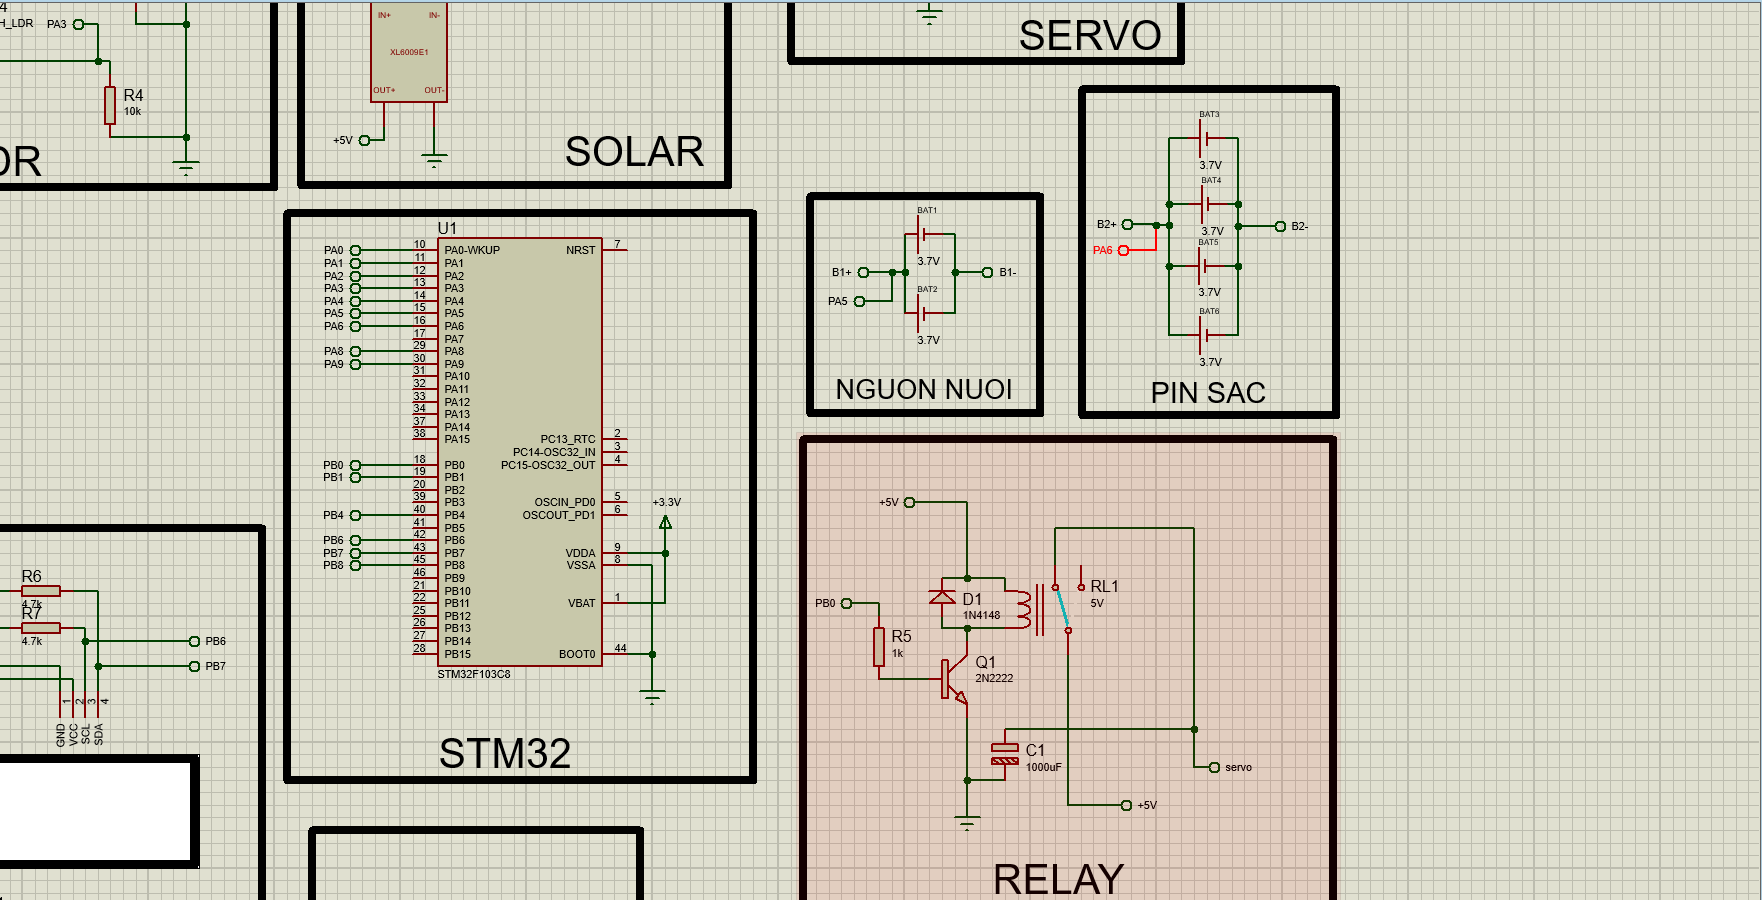 4
H_LDR
PA3
R4
10k
DR
IN+
IN-
XL6009E1
OUT+
OUT-
+5V
SOLAR
SERVO
BAT3
3.7V
BAT4
3.7V
BAT5
3.7V
BAT6
3.7V
B2+
PA6
B2-
PIN SAC
BAT1
3.7V
B1+
B1-
PA5
BAT2
3.7V
NGUON NUOI
U1
PA0 10 PA0-WKUP NRST 7
PA1 11 PA1
PA2 12 PA2
PA3 13 PA3
PA4 14 PA4
PA5 15 PA5
PA6 16 PA6
17 PA7
PA8 29 PA8
PA9 30 PA9
31 PA10
32 PA11
33 PA12
34 PA13
37 PA14
38 PA15 PC13_RTC 2
PC14-OSC32_IN 3
PB0 18 PB0 PC15-OSC32_OUT 4
PB1 19 PB1
20 PB2
39 PB3 OSCIN_PD0 5 +3.3V
PB4 40 PB4 OSCOUT_PD1 6
41 PB5
PB6 42 PB6
PB7 43 PB7 VDDA 9
PB8 45 PB8 VSSA 8
46 PB9
21 PB10
22 PB11 VBAT 1
25 PB12
26 PB13
27 PB14
28 PB15 BOOT0 44
STM32F103C8
STM32
R6
4.7k
R7
4.7k
PB6
PB7
1 2 3 4
GND VCC SCL SDA
+5V
PB0
D1
1N4148
RL1
5V
R5
1k
Q1
2N2222
C1
1000uF
servo
+5V
RELAY